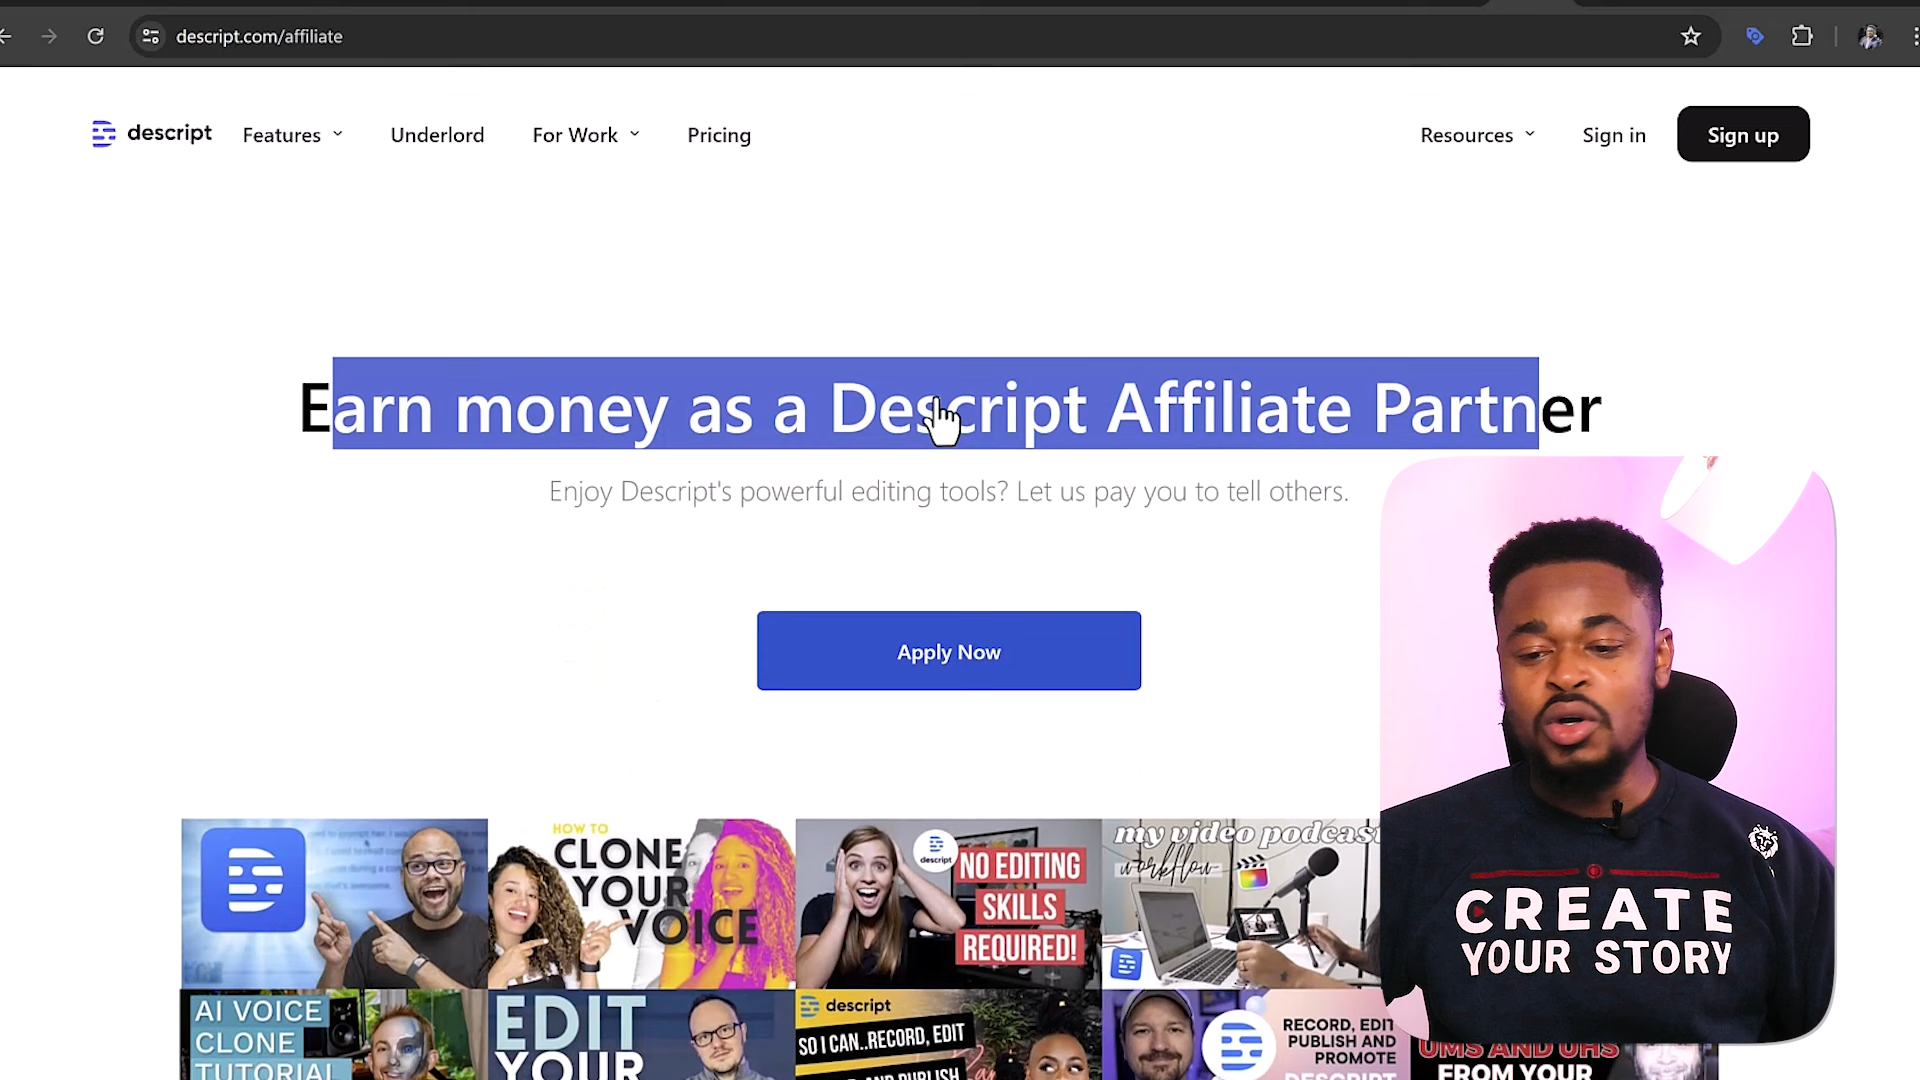 descript.com/affiliate
descript Features Underlord For Work Pricing Resources Sign in Sign up
Earn money as a Descript Affiliate Partner
Enjoy Descript's powerful editing tools? Let us pay you to tell others.
Apply Now
HOW TO
CLONE
YOUR
VOICE
descript
NO EDITING
SKILLS
REQUIRED!
my video podcast
workflow
CREATE
YOUR STORY
AI VOICE
CLONE
TUTORIAL
EDIT
YOUR
descript
SO I CAN..RECORD, EDIT
AND PUBLISH
RECORD, EDIT
PUBLISH AND
PROMOTE
DESCRIPT
UMS AND UHS
FROM YOUR